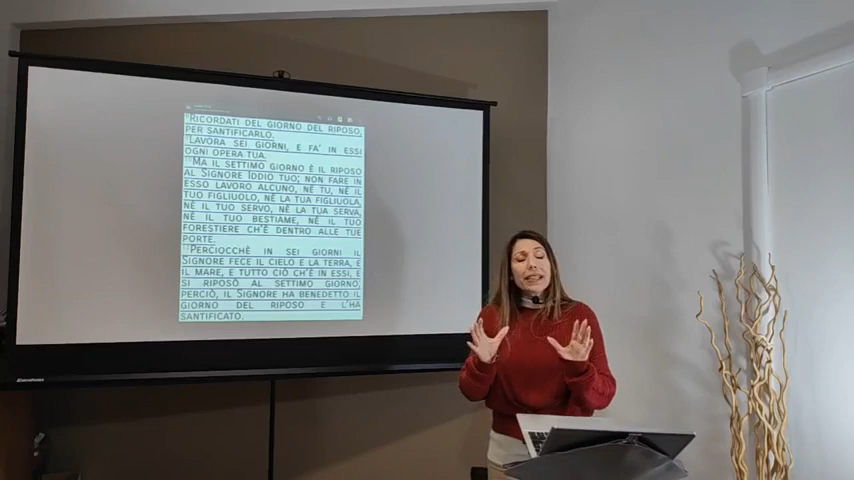 RICORDATI DEL GIORNO DEL RIPOSO,
PER SANTIFICARLO.
LAVORA SEI GIORNI, E FA' IN ESSI
OGNI OPERA TUA.
MA IL SETTIMO GIORNO È IL RIPOSO
AL SIGNORE IDDIO TUO; NON FARE IN
ESSO LAVORO ALCUNO, NÈ TU, NÈ IL
TUO FIGLIUOLO, NÈ LA TUA FIGLIUOLA,
NÈ IL TUO SERVO, NÈ LA TUA SERVA,
NÈ IL TUO BESTIAME, NÈ IL TUO
FORESTIERE CH'È DENTRO ALLE TUE
PORTE.
PERCIOCCHÈ IN SEI GIORNI IL
SIGNORE FECE IL CIELO E LA TERRA, E
IL MARE, E TUTTO CIÒ CH'È IN ESSI, E
SI RIPOSÒ AL SETTIMO GIORNO;
PERCIÒ, IL SIGNORE HA BENEDETTO IL
GIORNO DEL RIPOSO E L'HA
SANTIFICATO.